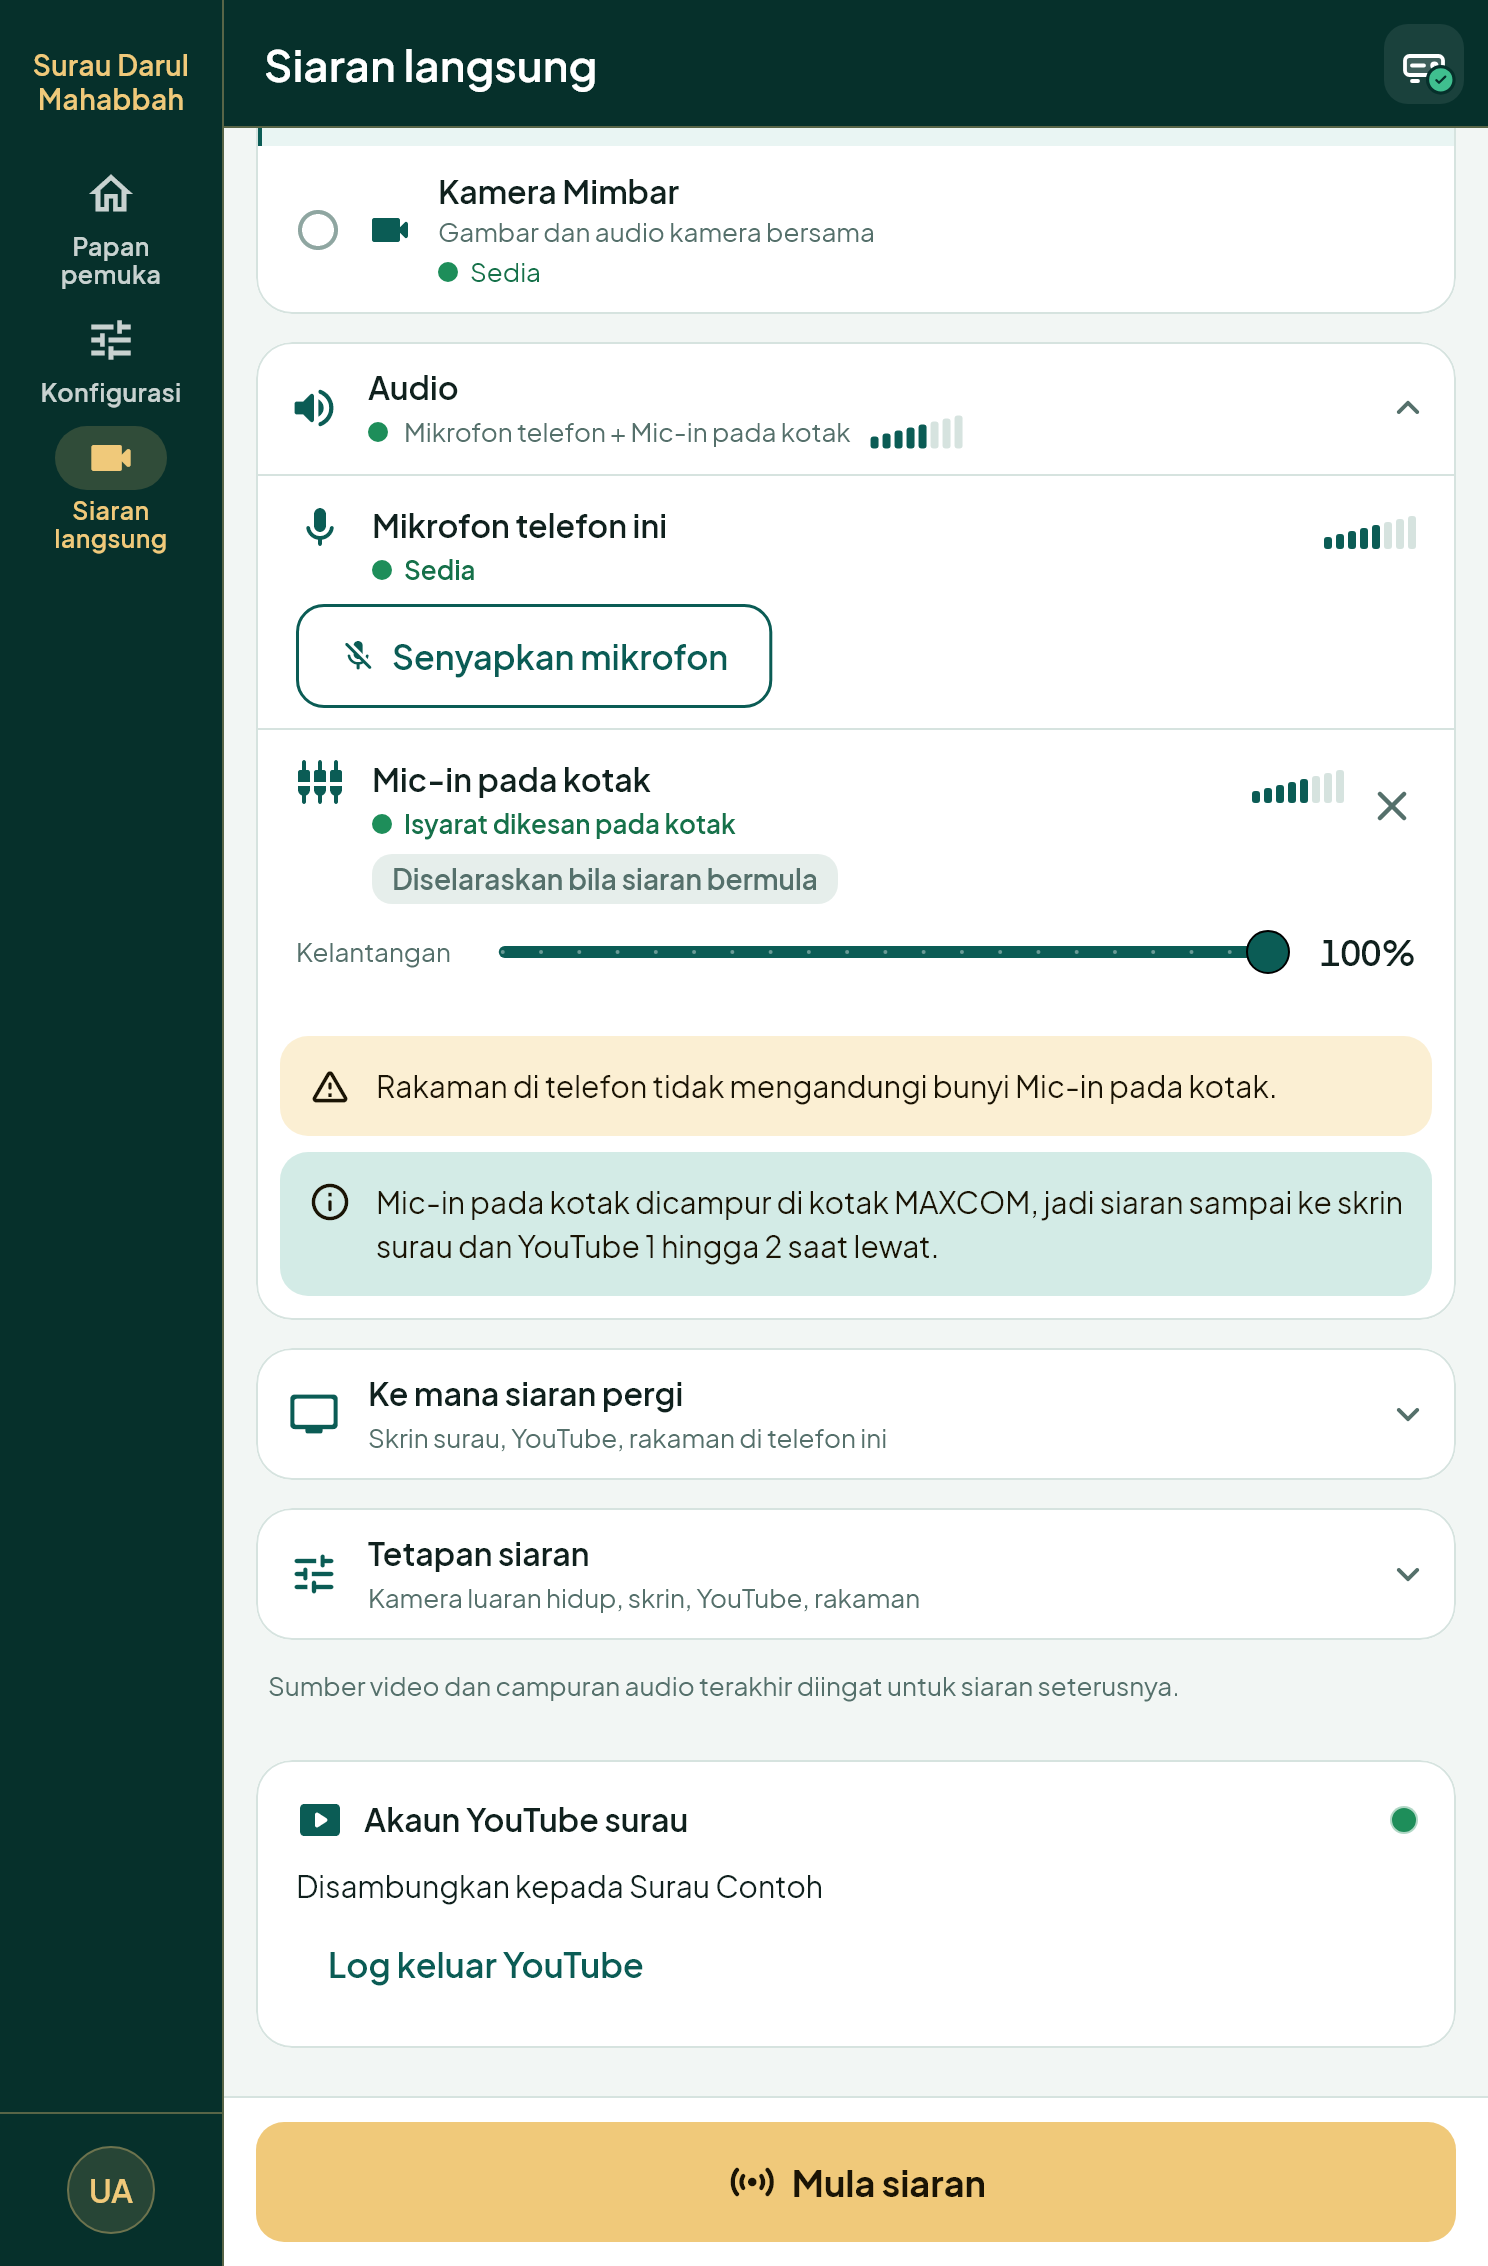 Surau Darul
Mahabbah
Papan
pemuka
Konfigurasi
Siaran
langsung
UA
Siaran langsung
Kamera Mimbar
Gambar dan audio kamera bersama
Sedia
Audio
Mikrofon telefon + Mic-in pada kotak
Mikrofon telefon ini
Sedia
Senyapkan mikrofon
Mic-in pada kotak
Isyarat dikesan pada kotak
Diselaraskan bila siaran bermula
Kelantangan 100%
Rakaman di telefon tidak mengandungi bunyi Mic-in pada kotak.
Mic-in pada kotak dicampur di kotak MAXCOM, jadi siaran sampai ke skrin
surau dan YouTube 1 hingga 2 saat lewat.
Ke mana siaran pergi
Skrin surau, YouTube, rakaman di telefon ini
Tetapan siaran
Kamera luaran hidup, skrin, YouTube, rakaman
Sumber video dan campuran audio terakhir diingat untuk siaran seterusnya.
Akaun YouTube surau
Disambungkan kepada Surau Contoh
Log keluar YouTube
Mula siaran